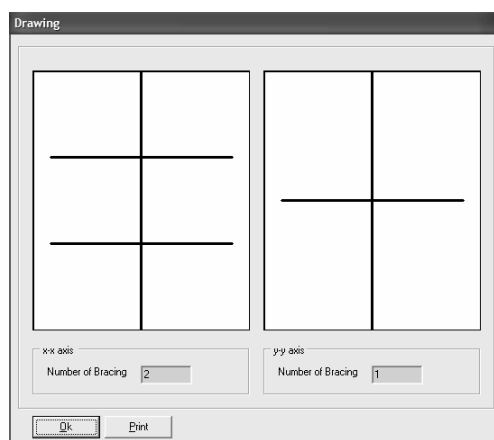 Drawing
x-x axis
Number of Bracing 2
y-y axis
Number of Bracing 1
Ok
Print